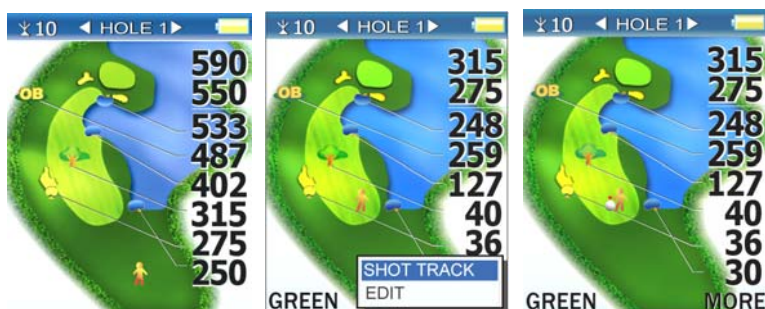 10 HOLE 1
590
550
OB
533
487
402
315
275
250
10 HOLE 1
315
275
OB
248
259
127
40
36
SHOT TRACK
EDIT
GREEN
10 HOLE 1
315
275
OB
248
259
127
40
36
30
GREEN MORE